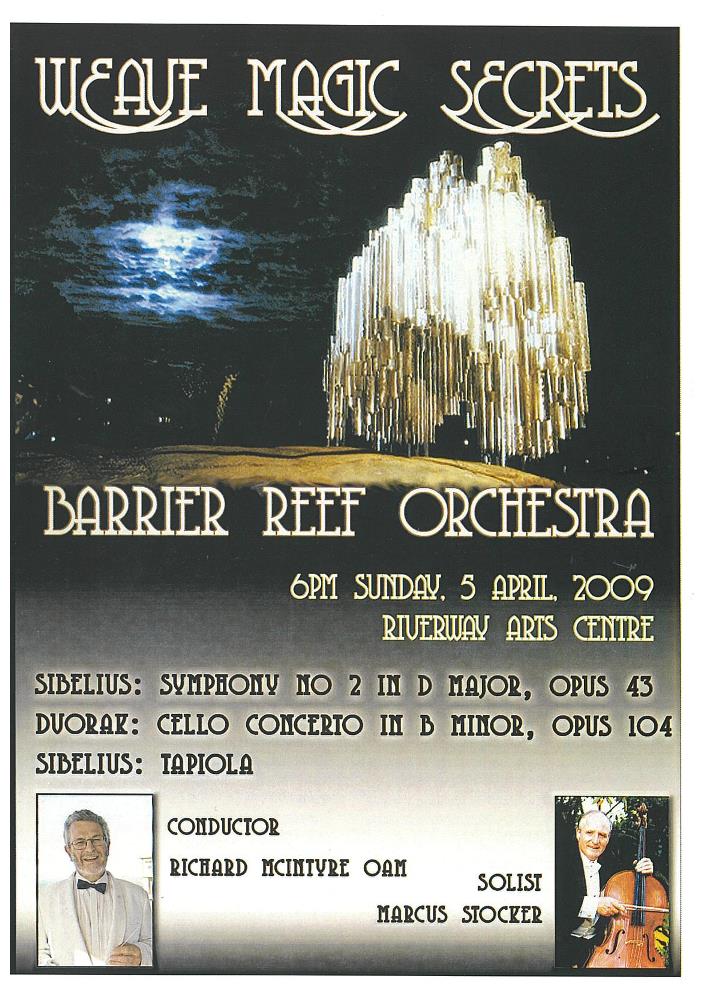 WEAVE MAGIC SECRETS
BARRIER REEF ORCHESTRA
6PM SUNDAY, 5 APRIL, 2009
RIVERWAY ARTS CENTRE
SIBELIUS: SYMPHONY NO 2 IN D MAJOR, OPUS 43
DVORAK: CELLO CONCERTO IN B MINOR, OPUS 104
SIBELIUS: TAPIOLA
CONDUCTOR
RICHARD MCINTYRE OAM
SOLIST
MARCUS STOCKER